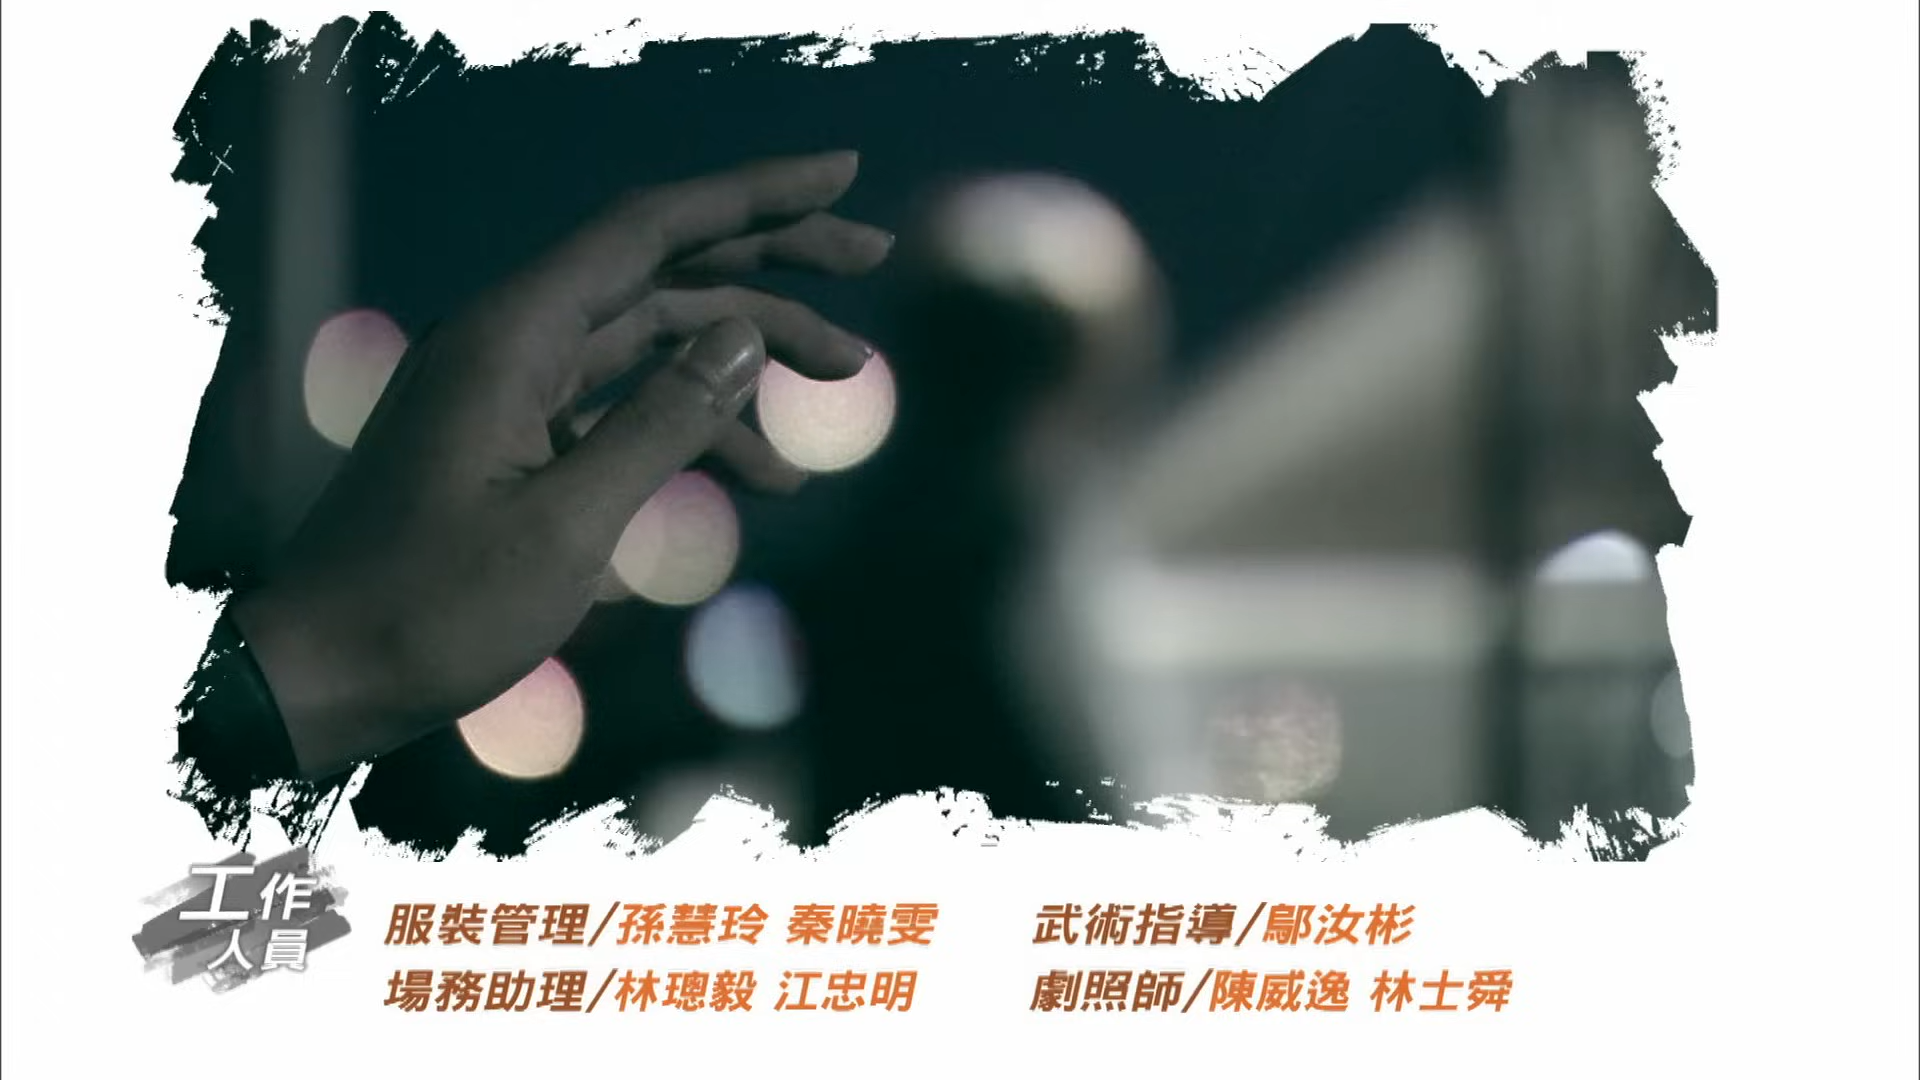 工作
人員
服裝管理/孫慧玲 秦曉雯
武術指導/鄔汝彬
場務助理/林璁毅 江忠明
劇照師/陳威逸 林士舜